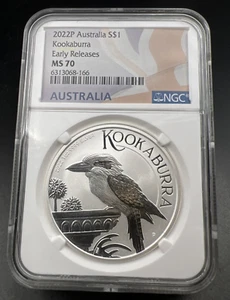 2022P Australia S$1
Kookaburra
Early Releases
MS 70
6313068-166
AUSTRALIA
NGC
KOOKABURRA